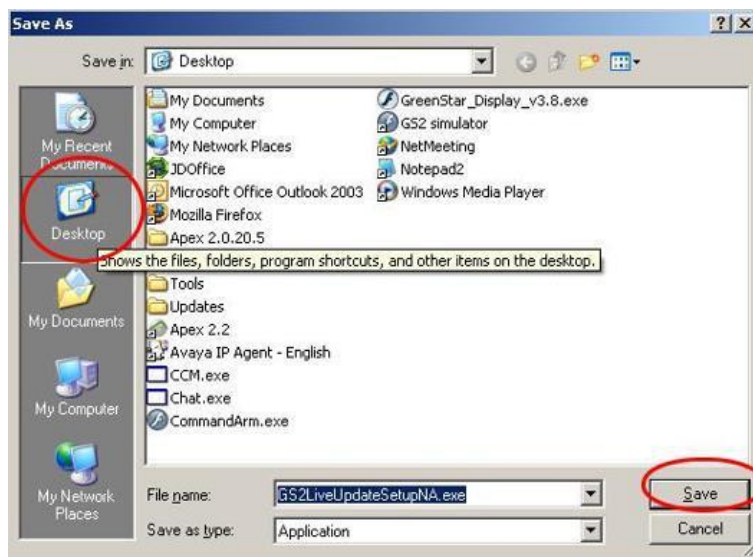 Save As
Save in:
Desktop
My Recent
Documents
Desktop
My Documents
My Computer
My Network
Places
My Documents
My Computer
My Network Places
JDOffice
Microsoft Office Outlook 2003
Mozilla Firefox
Apex 2.0.20.5
Shows the files, folders, program shortcuts, and other items on the desktop.
Tools
Updates
Apex 2.2
Avaya IP Agent - English
CCM.exe
Chat.exe
CommandArm.exe
GreenStar_Display_v3.8.exe
GS2 simulator
NetMeeting
Notepad2
Windows Media Player
File name:
GS2LiveUpdateSetupNA.exe
Save
Save as type:
Application
Cancel